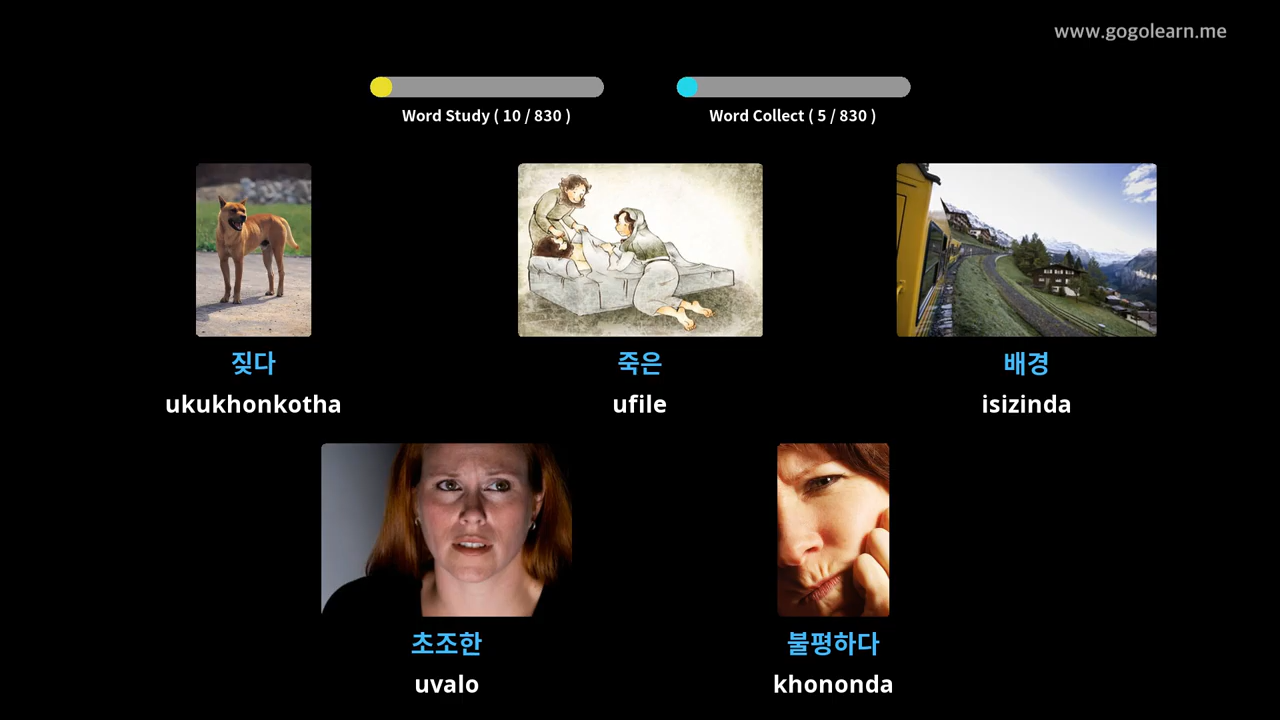 www.gogolearn.me
Word Study ( 10 / 830 )
Word Collect ( 5 / 830 )
짖다
ukukhonkotha
죽은
ufile
배경
isizinda
초조한
uvalo
불평하다
khononda